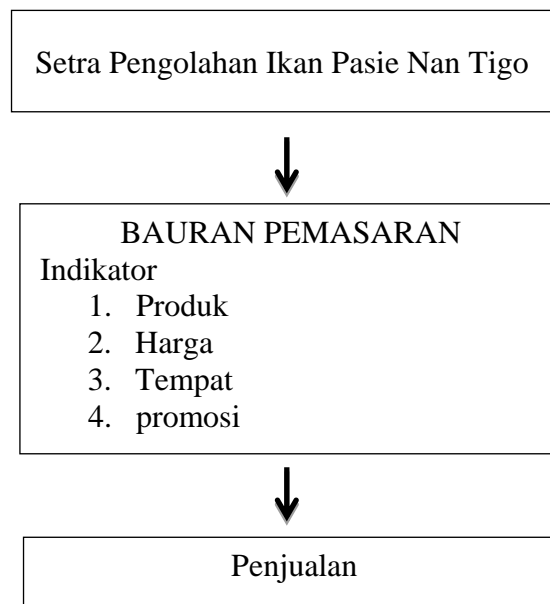 Setra Pengolahan Ikan Pasie Nan Tigo
BAURAN PEMASARAN
Indikator
1. Produk
2. Harga
3. Tempat
4. promosi
Penjualan